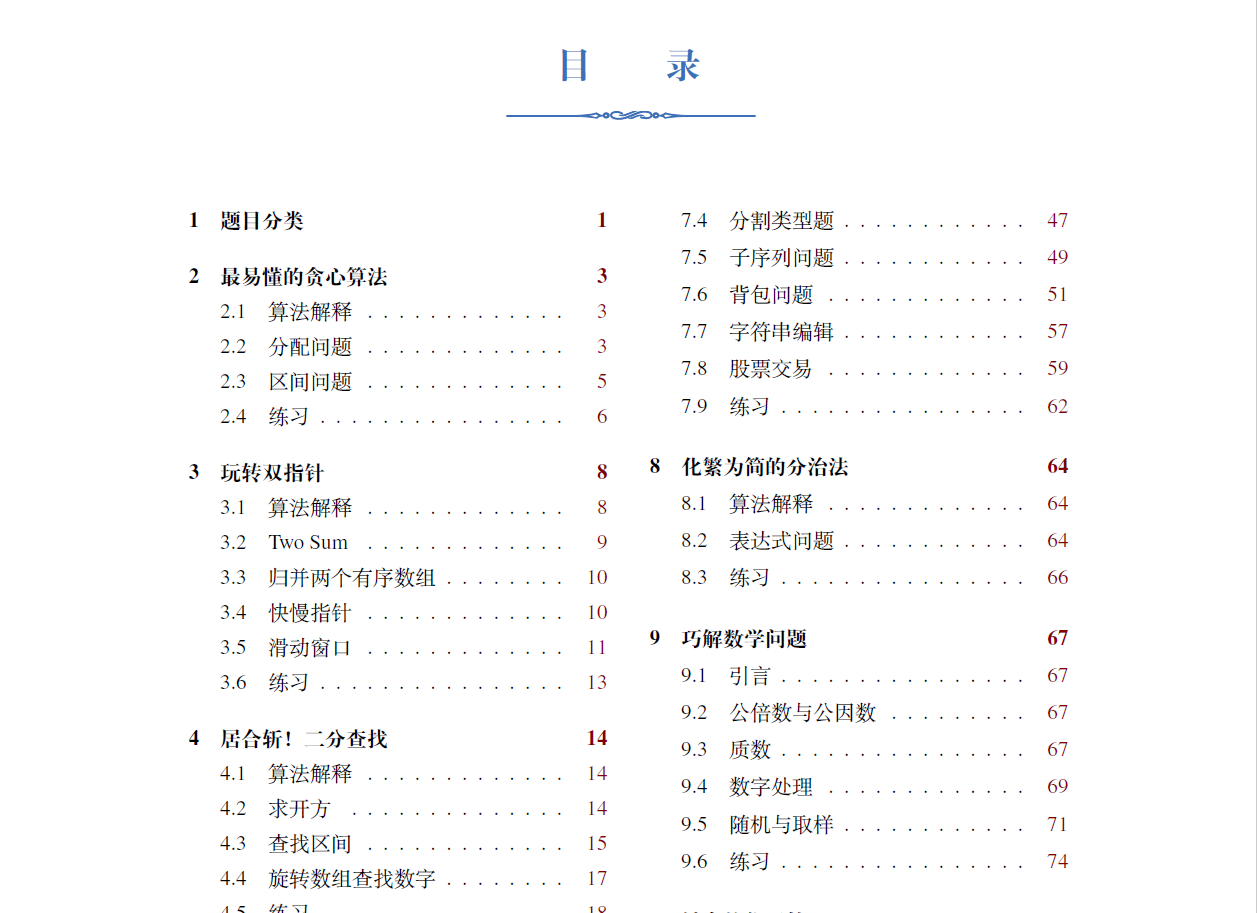 目 录
1 题目分类 1
2 最易懂的贪心算法 3
2.1 算法解释 . . . . . . . . . . . . . 3
2.2 分配问题 . . . . . . . . . . . . . 3
2.3 区间问题 . . . . . . . . . . . . . 5
2.4 练习 . . . . . . . . . . . . . . . . 6
3 玩转双指针 8
3.1 算法解释 . . . . . . . . . . . . . 8
3.2 Two Sum . . . . . . . . . . . . . 9
3.3 归并两个有序数组 . . . . . . . . 10
3.4 快慢指针 . . . . . . . . . . . . . 10
3.5 滑动窗口 . . . . . . . . . . . . . 11
3.6 练习 . . . . . . . . . . . . . . . . 13
4 居合斩！二分查找 14
4.1 算法解释 . . . . . . . . . . . . . 14
4.2 求开方 . . . . . . . . . . . . . . 14
4.3 查找区间 . . . . . . . . . . . . . 15
4.4 旋转数组查找数字 . . . . . . . . 17
4.5 练习 18
7.4 分割类型题 . . . . . . . . . . . . 47
7.5 子序列问题 . . . . . . . . . . . . 49
7.6 背包问题 . . . . . . . . . . . . . 51
7.7 字符串编辑 . . . . . . . . . . . . 57
7.8 股票交易 . . . . . . . . . . . . . 59
7.9 练习 . . . . . . . . . . . . . . . . 62
8 化繁为简的分治法 64
8.1 算法解释 . . . . . . . . . . . . . 64
8.2 表达式问题 . . . . . . . . . . . . 64
8.3 练习 . . . . . . . . . . . . . . . . 66
9 巧解数学问题 67
9.1 引言 . . . . . . . . . . . . . . . . 67
9.2 公倍数与公因数 . . . . . . . . . 67
9.3 质数 . . . . . . . . . . . . . . . . 67
9.4 数字处理 . . . . . . . . . . . . . 69
9.5 随机与取样 . . . . . . . . . . . . 71
9.6 练习 . . . . . . . . . . . . . . . . 74